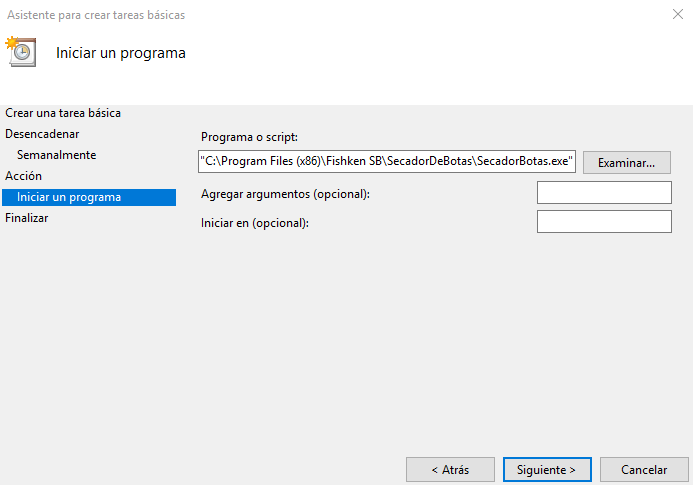 Asistente para crear tareas básicas
Iniciar un programa
Crear una tarea básica
Desencadenar
Semanalmente
Acción
Iniciar un programa
Finalizar
Programa o script:
"C:\Program Files (x86)\Fishken SB\SecadorDeBotas\SecadorBotas.exe"
Examinar...
Agregar argumentos (opcional):
Iniciar en (opcional):
< Atrás
Siguiente >
Cancelar